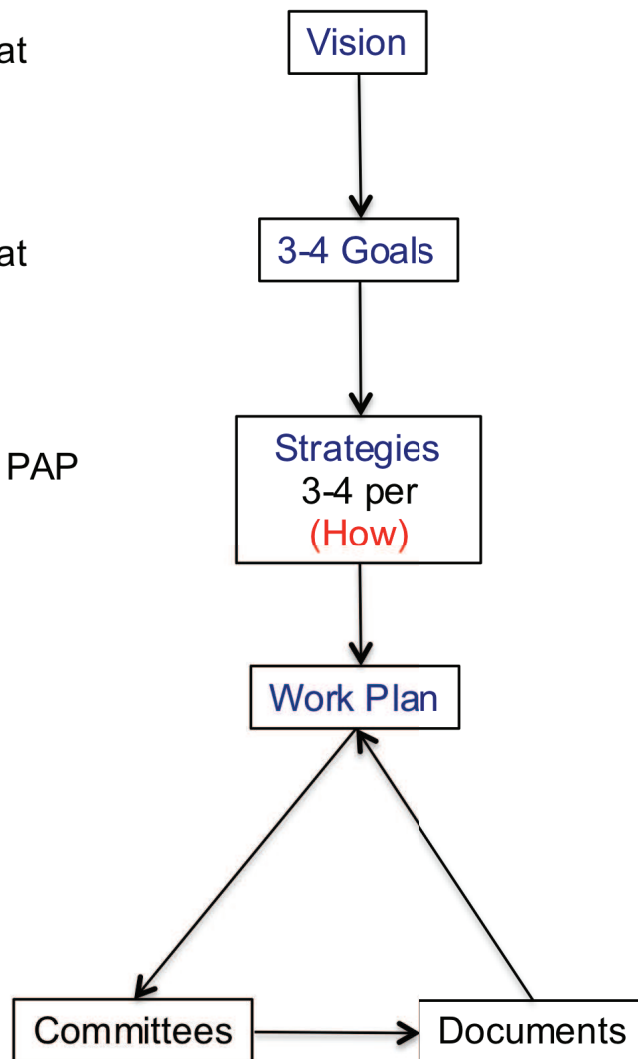 at
Vision
at
3-4 Goals
PAP
Strategies
3-4 per
(How)
Work Plan
Committees
Documents